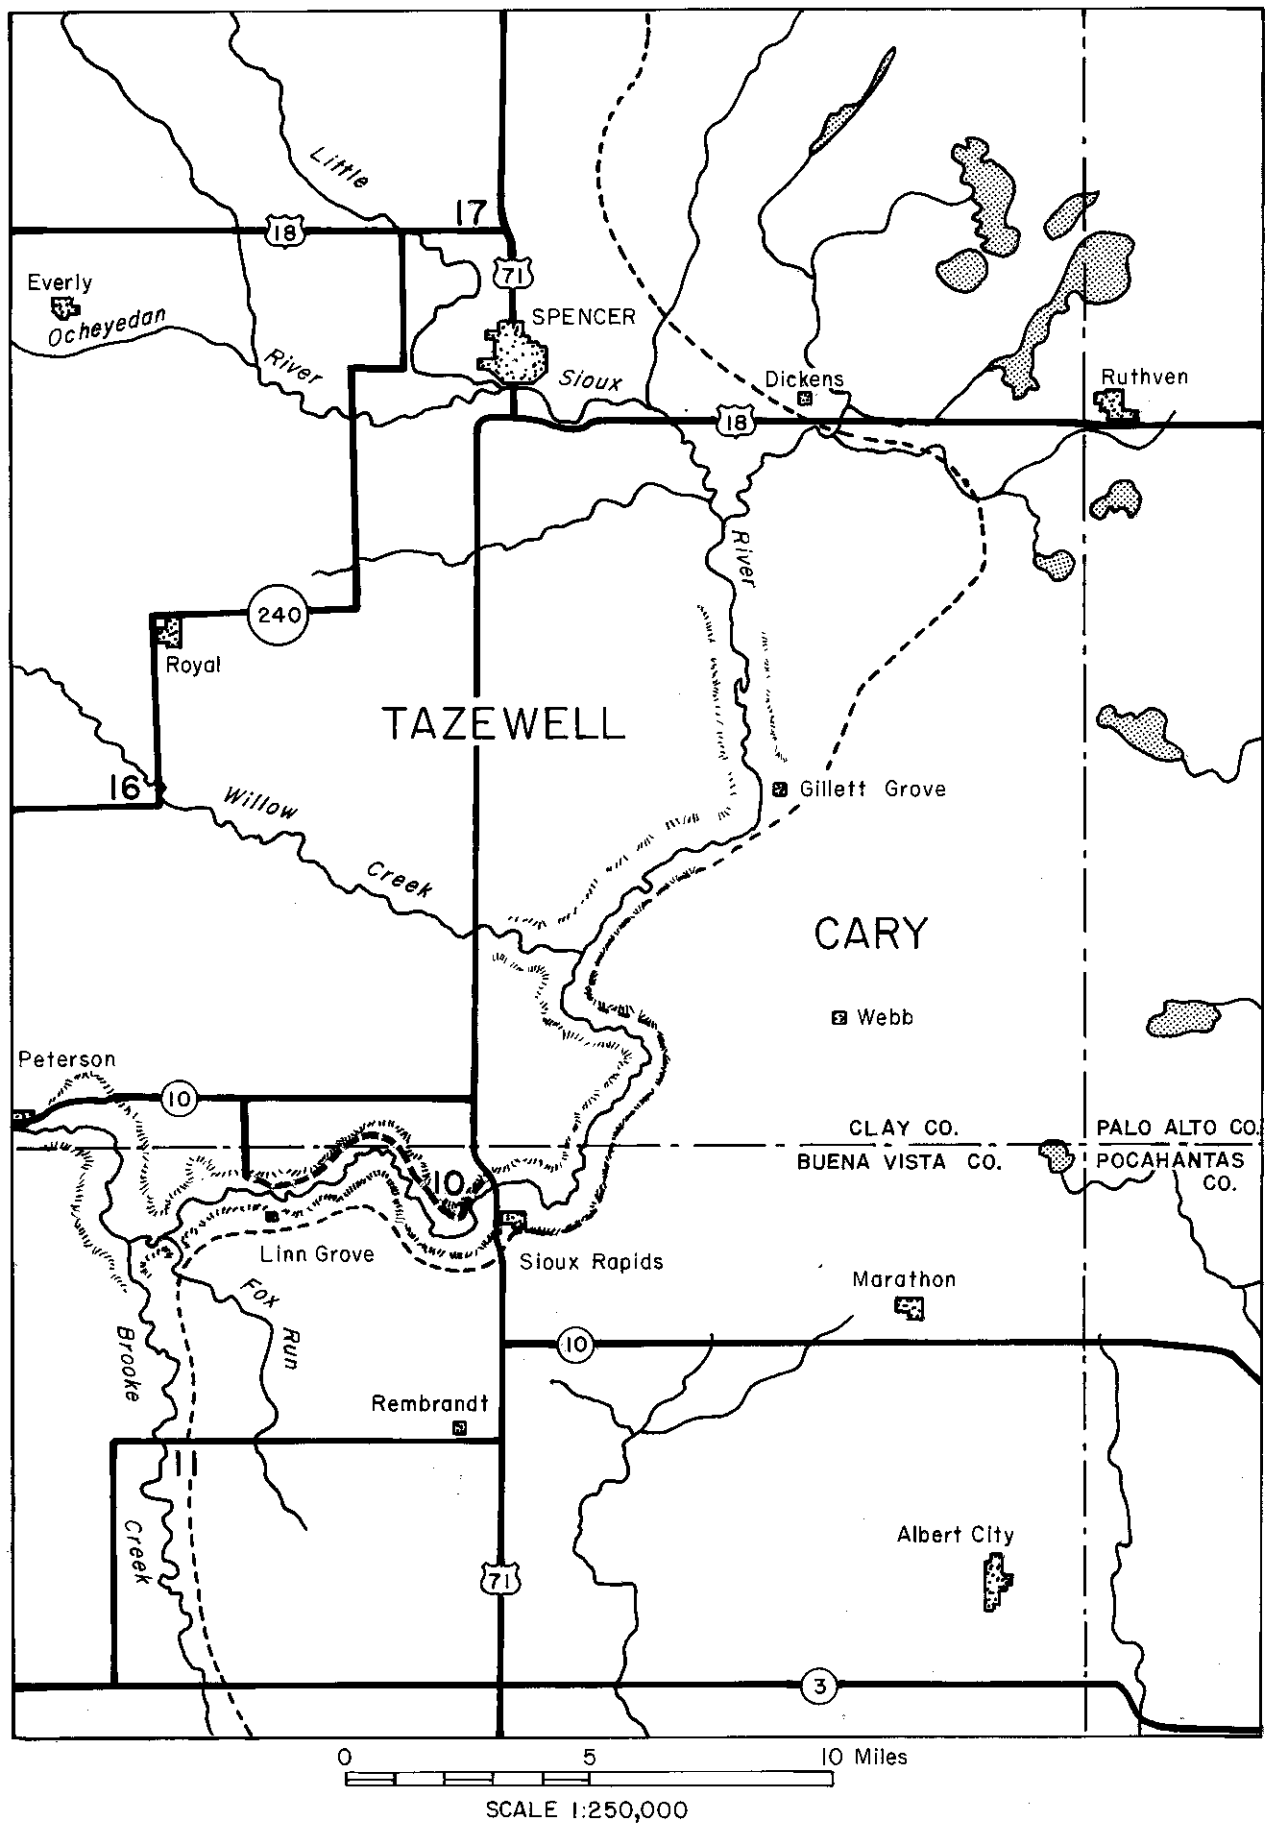 Little
17
18
71
Everly
Ocheyedan
River
SPENCER
Sioux
Dickens
Ruthven
18
River
240
Royal
TAZEWELL
16
Willow
Gillett Grove
Creek
CARY
Webb
Peterson
10
CLAY CO.
PALO ALTO CO.
BUENA VISTA CO.
POCAHANTAS
CO.
10
Linn Grove
Sioux Rapids
Fox
Run
Marathon
Brooke
10
Rembrandt
11
Creek
Albert City
71
3
0 5 10 Miles
SCALE 1:250,000